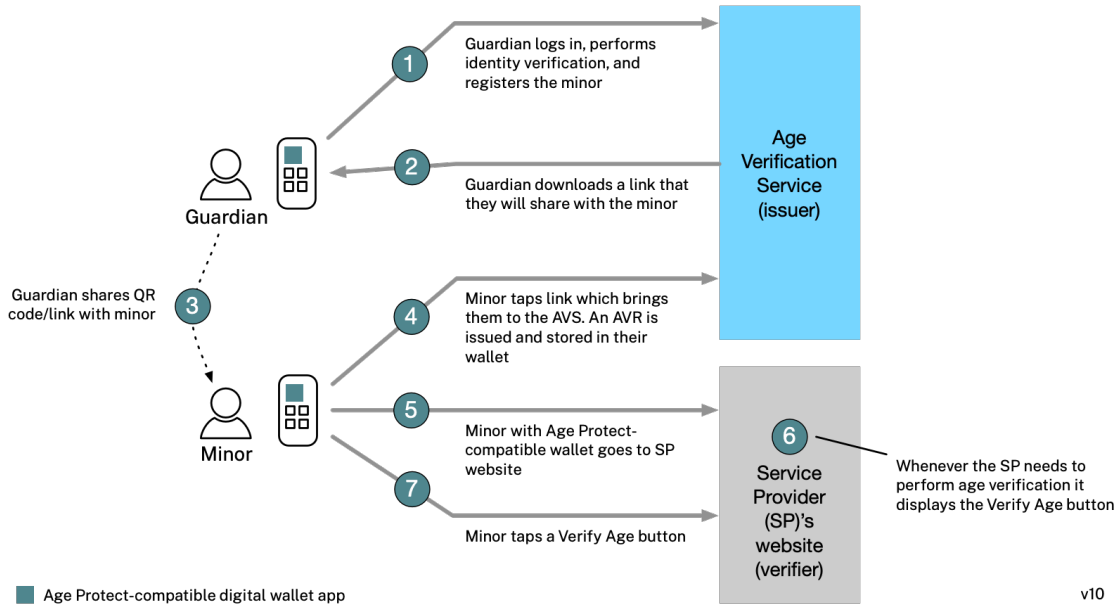 1
Guardian logs in, performs
identity verification, and
registers the minor
Age
Verification
Service
(issuer)
2
Guardian downloads a link that
they will share with the minor
Guardian
3
Guardian shares QR
code/link with minor
4
Minor taps link which brings
them to the AVS. An AVR is
issued and stored in their
wallet
Minor
5
Minor with Age Protect-
compatible wallet goes to SP
website
6
Service
Provider
(SP)'s
website
(verifier)
Whenever the SP needs to
perform age verification it
displays the Verify Age button
7
Minor taps a Verify Age button
Age Protect-compatible digital wallet app
v10